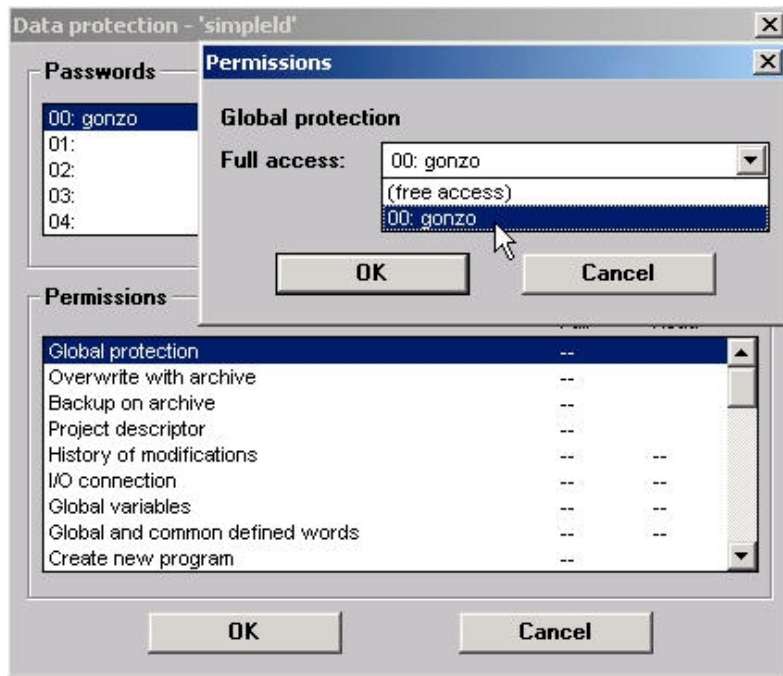 Data protection - 'simpleld'
Passwords
00: gonzo
01:
02:
03:
04:
Permissions
Global protection
Full access: 00: gonzo
(free access)
00: gonzo
OK Cancel
Permissions
Global protection --
Overwrite with archive --
Backup on archive --
Project descriptor --
History of modifications -- --
I/O connection -- --
Global variables -- --
Global and common defined words -- --
Create new program --
OK Cancel